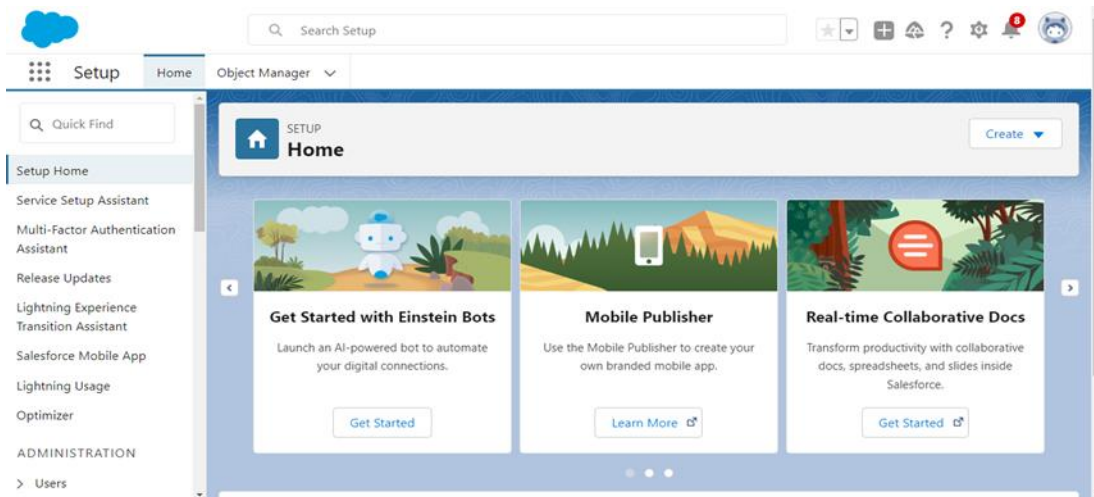 Search Setup
8
Setup
Home
Object Manager
Quick Find
Setup Home
Service Setup Assistant
Multi-Factor Authentication
Assistant
Release Updates
Lightning Experience
Transition Assistant
Salesforce Mobile App
Lightning Usage
Optimizer
ADMINISTRATION
Users
SETUP
Home
Create
Get Started with Einstein Bots
Launch an AI-powered bot to automate
your digital connections.
Get Started
Mobile Publisher
Use the Mobile Publisher to create your
own branded mobile app.
Learn More
Real-time Collaborative Docs
Transform productivity with collaborative
docs, spreadsheets, and slides inside
Salesforce.
Get Started